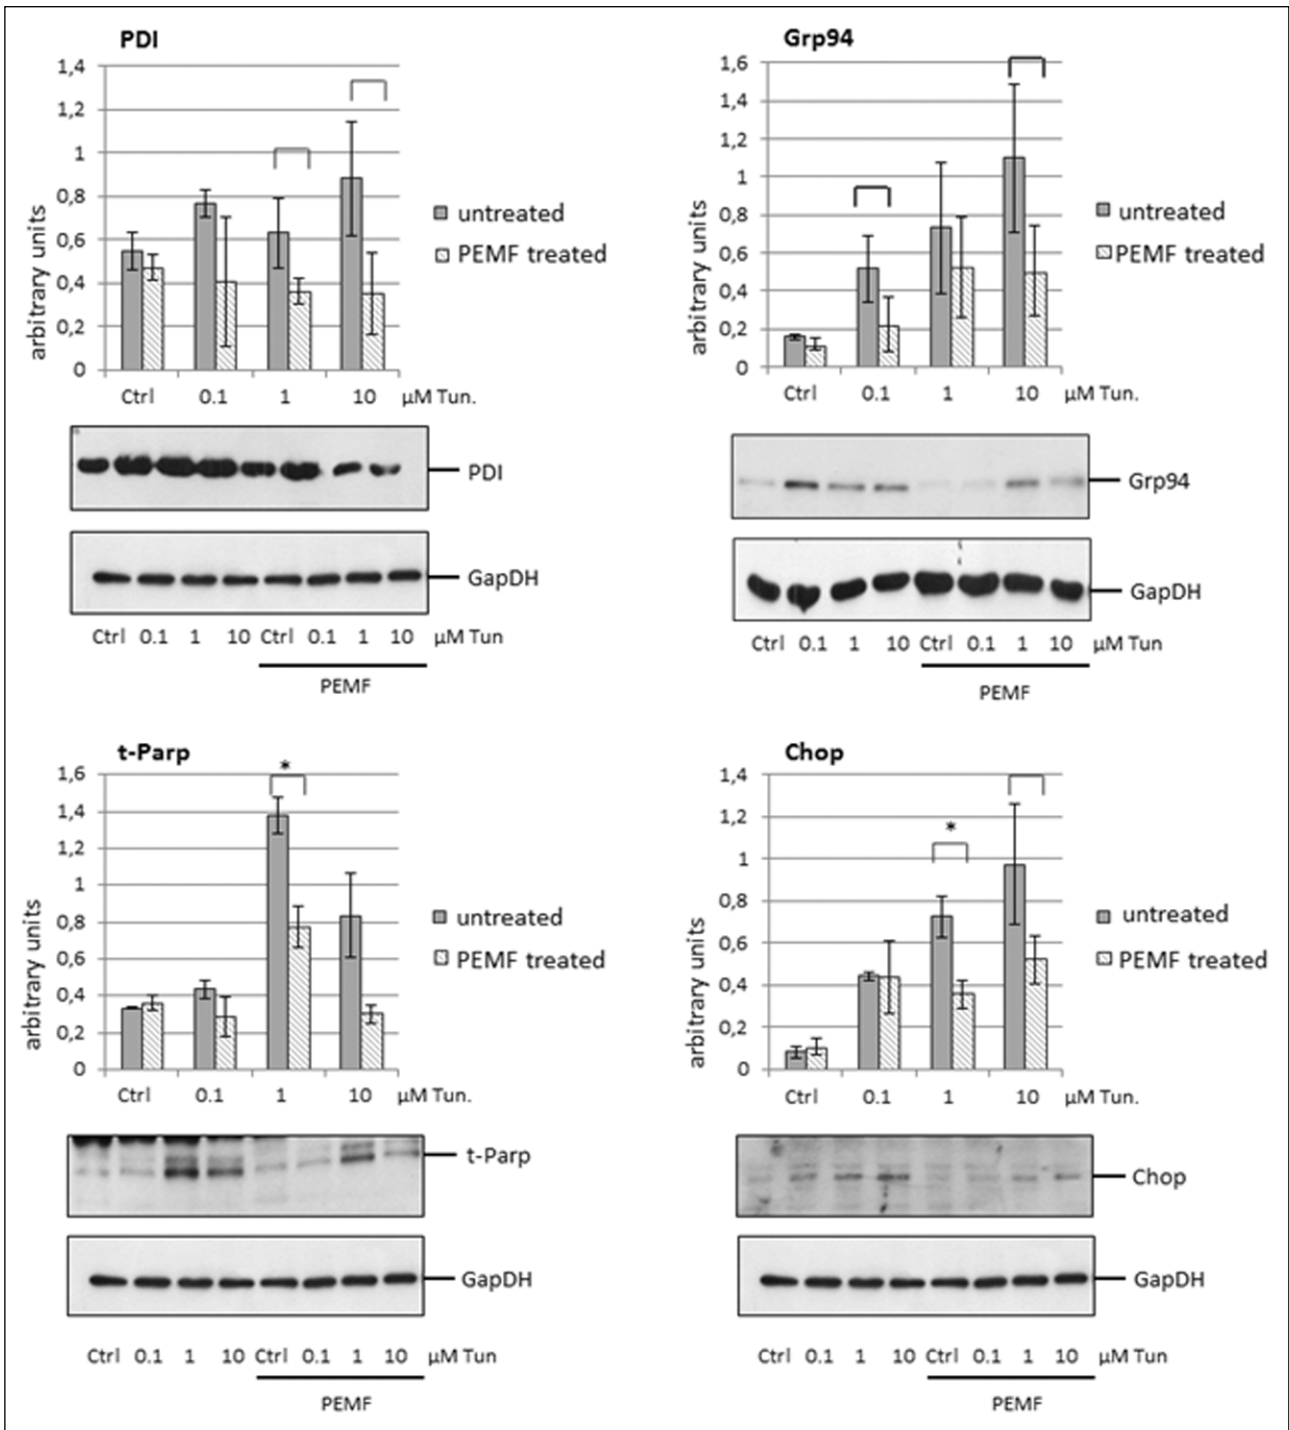 PDI
1,4
1,2
1
0,8
0,6
0,4
0,2
0
arbitrary units
Ctrl 0.1 1 10 µM Tun.
untreated
PEMF treated
PDI
GapDH
Ctrl 0.1 1 10 Ctrl 0.1 1 10 µM Tun
PEMF
Grp94
1,6
1,4
1,2
1
0,8
0,6
0,4
0,2
0
arbitrary units
Ctrl 0.1 1 10 µM Tun.
untreated
PEMF treated
Grp94
GapDH
Ctrl 0.1 1 10 Ctrl 0.1 1 10 µM Tun
PEMF
t-Parp
1,6
1,4
1,2
1
0,8
0,6
0,4
0,2
0
arbitrary units
*
Ctrl 0.1 1 10 µM Tun.
untreated
PEMF treated
t-Parp
GapDH
Ctrl 0.1 1 10 Ctrl 0.1 1 10 µM Tun
PEMF
Chop
1,4
1,2
1
0,8
0,6
0,4
0,2
0
arbitrary units
*
Ctrl 0.1 1 10 µM Tun.
untreated
PEMF treated
Chop
GapDH
Ctrl 0.1 1 10 Ctrl 0.1 1 10 µM Tun
PEMF